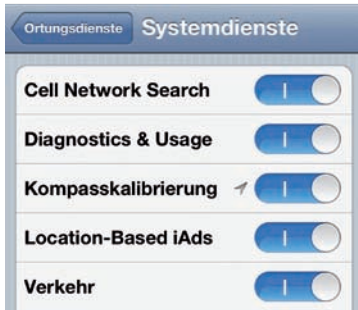 Ortungsdienste Systemdienste
Cell Network Search
Diagnostics & Usage
Kompasskalibrierung
Location-Based iAds
Verkehr